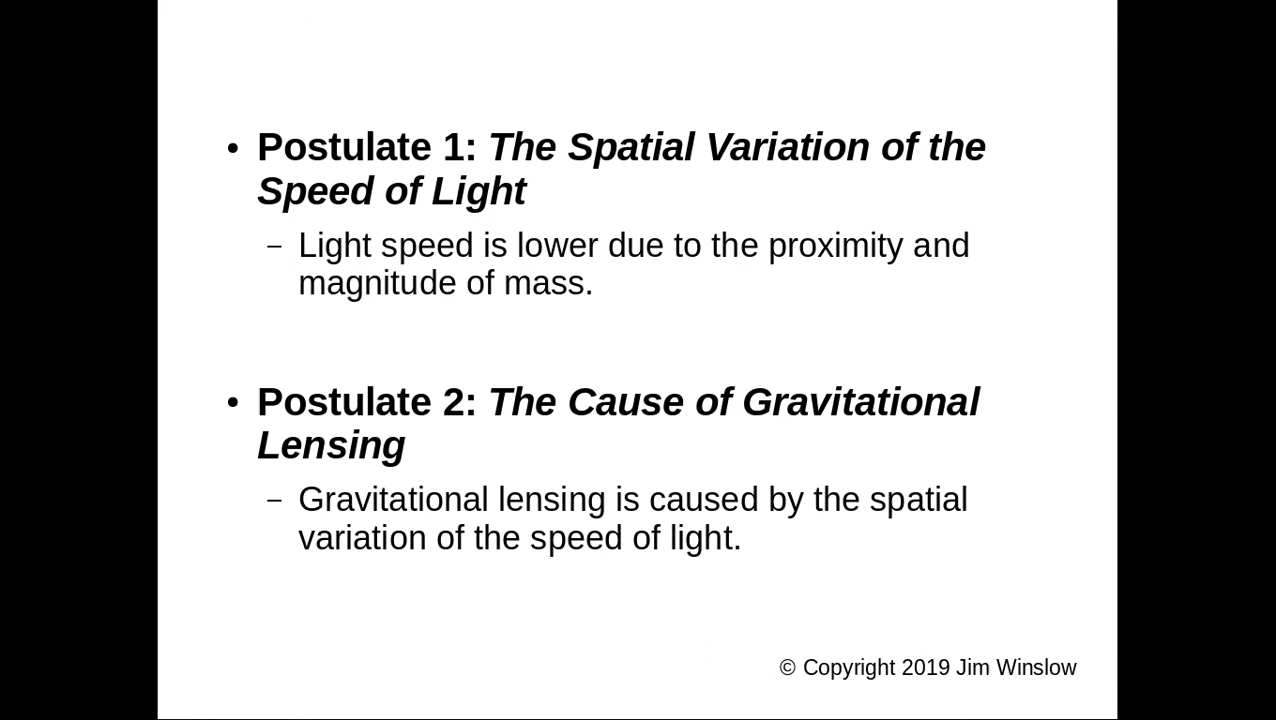 • Postulate 1: The Spatial Variation of the
Speed of Light
– Light speed is lower due to the proximity and
magnitude of mass.
• Postulate 2: The Cause of Gravitational
Lensing
– Gravitational lensing is caused by the spatial
variation of the speed of light.
© Copyright 2019 Jim Winslow